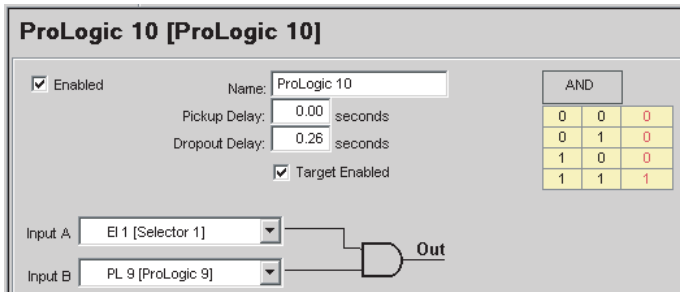 ProLogic 10 [ProLogic 10]
Enabled
Name: ProLogic 10
Pickup Delay: 0.00 seconds
Dropout Delay: 0.26 seconds
Target Enabled
AND
0 0 0
0 1 0
1 0 0
1 1 1
Input A EI 1 [Selector 1]
Out
Input B PL 9 [ProLogic 9]